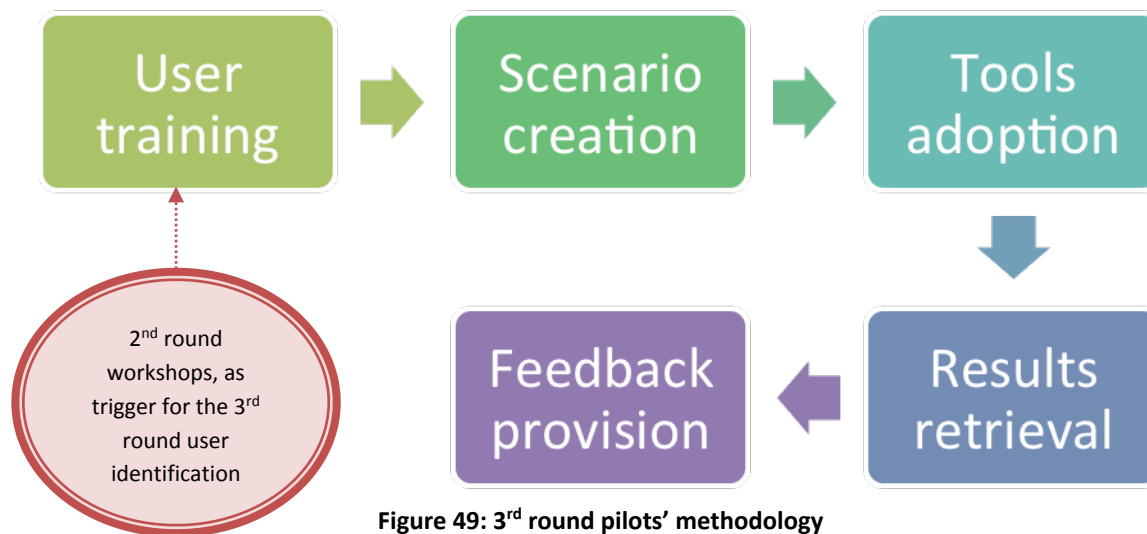 User
training
Scenario
creation
Tools
adoption
Results
retrieval
Feedback
provision
2nd round
workshops, as
trigger for the 3rd
round user
identification
Figure 49: 3rd round pilots’ methodology